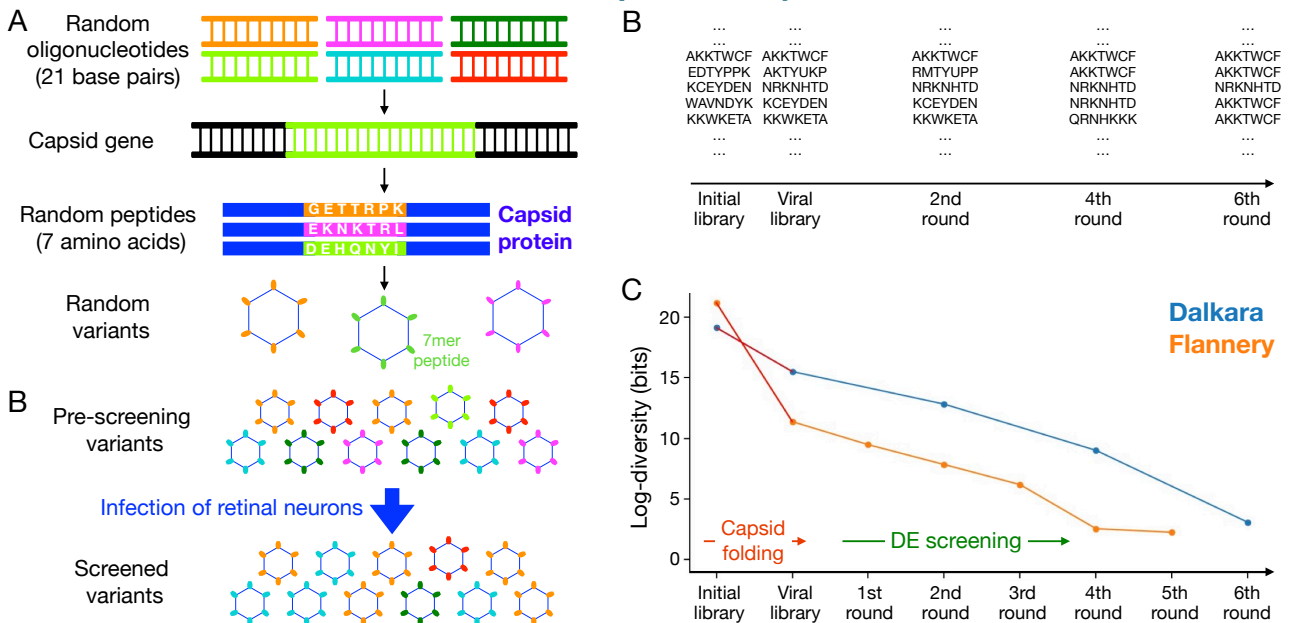 A
Random
oligonucleotides
(21 base pairs)
Capsid gene
Random peptides
(7 amino acids)
GETTRPK
EKNKTRL
DEHQNYI
Capsid
protein
Random
variants
7mer
peptide
B
Pre-screening
variants
Infection of retinal neurons
Screened
variants
B
... ... ... ... ...
... ... ... ... ...
AKKTWCF AKKTWCF AKKTWCF AKKTWCF AKKTWCF
EDTYPPK AKTYUKP RMTYUPP AKKTWCF AKKTWCF
KCEYDEN NRKNHTD NRKNHTD NRKNHTD NRKNHTD
WAVNDYK KCEYDEN KCEYDEN NRKNHTD AKKTWCF
KKWKETA KKWKETA KKWKETA QRNHKKK AKKTWCF
... ... ... ... ...
... ... ... ... ...
Initial Viral 2nd 4th 6th
library library round round round
C
Dalkara
Flannery
Log-diversity (bits)
20
15
10
5
0
Capsid
folding
DE screening
Initial Viral 1st 2nd 3rd 4th 5th 6th
library library round round round round round round